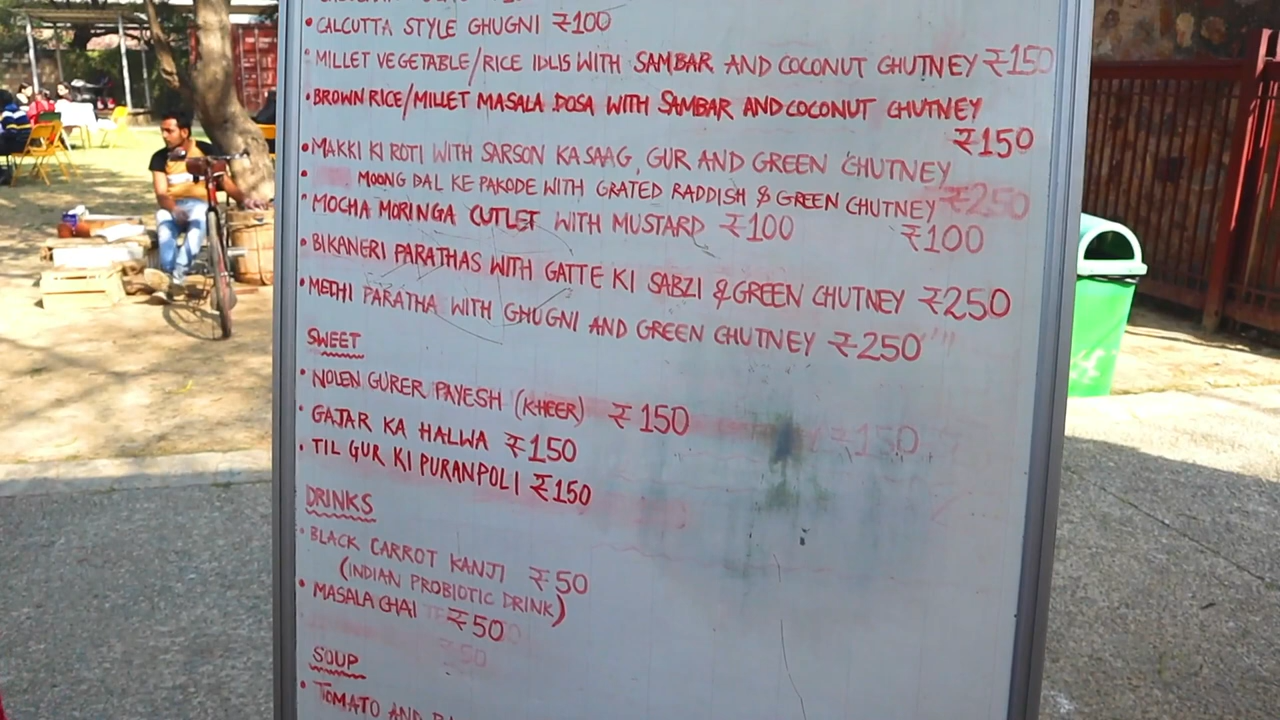 • CALCUTTA STYLE GHUGNI ₹100
• MILLET VEGETABLE/RICE IDLIS WITH SAMBAR AND COCONUT CHUTNEY ₹150
• BROWN RICE/MILLET MASALA DOSA WITH SAMBAR AND COCONUT CHUTNEY
₹150
• MAKKI KI ROTI WITH SARSON KA SAAG, GUR AND GREEN CHUTNEY
₹250
• MOONG DAL KE PAKODE WITH GRATED RADDISH & GREEN CHUTNEY
₹100
• MOCHA MORINGA CUTLET WITH MUSTARD ₹100
• BIKANERI PARATHAS WITH GATTE KI SABZI & GREEN CHUTNEY ₹250
• METHI PARATHA WITH GHUGNI AND GREEN CHUTNEY ₹250
SWEET
• NOLEN GURER PAYESH (KHEER) ₹150
• GAJAR KA HALWA ₹150
• TIL GUR KI PURANPOLI ₹150
DRINKS
• BLACK CARROT KANJI ₹50
(INDIAN PROBIOTIC DRINK)
• MASALA CHAI ₹50
SOUP
• TOMATO AND